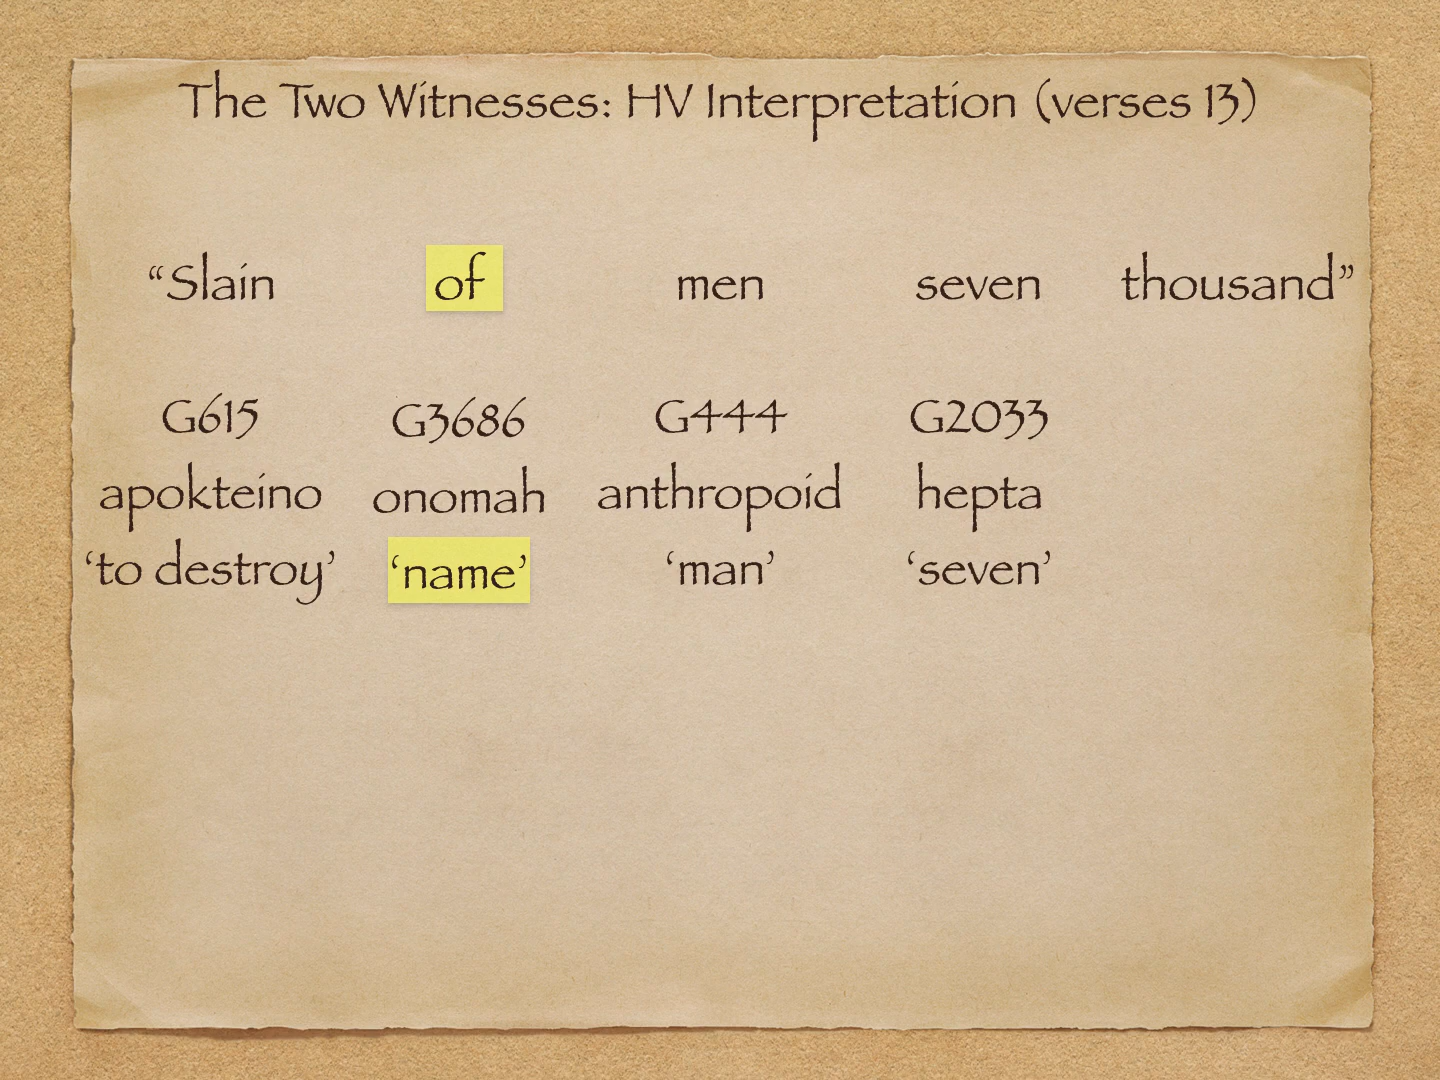 The Two Witnesses: HV Interpretation (verses 13)
“Slain of men seven thousand”
G615 G3686 G444 G2033
apokteino onomah anthropoid hepta
‘to destroy’ ‘name’ ‘man’ ‘seven’